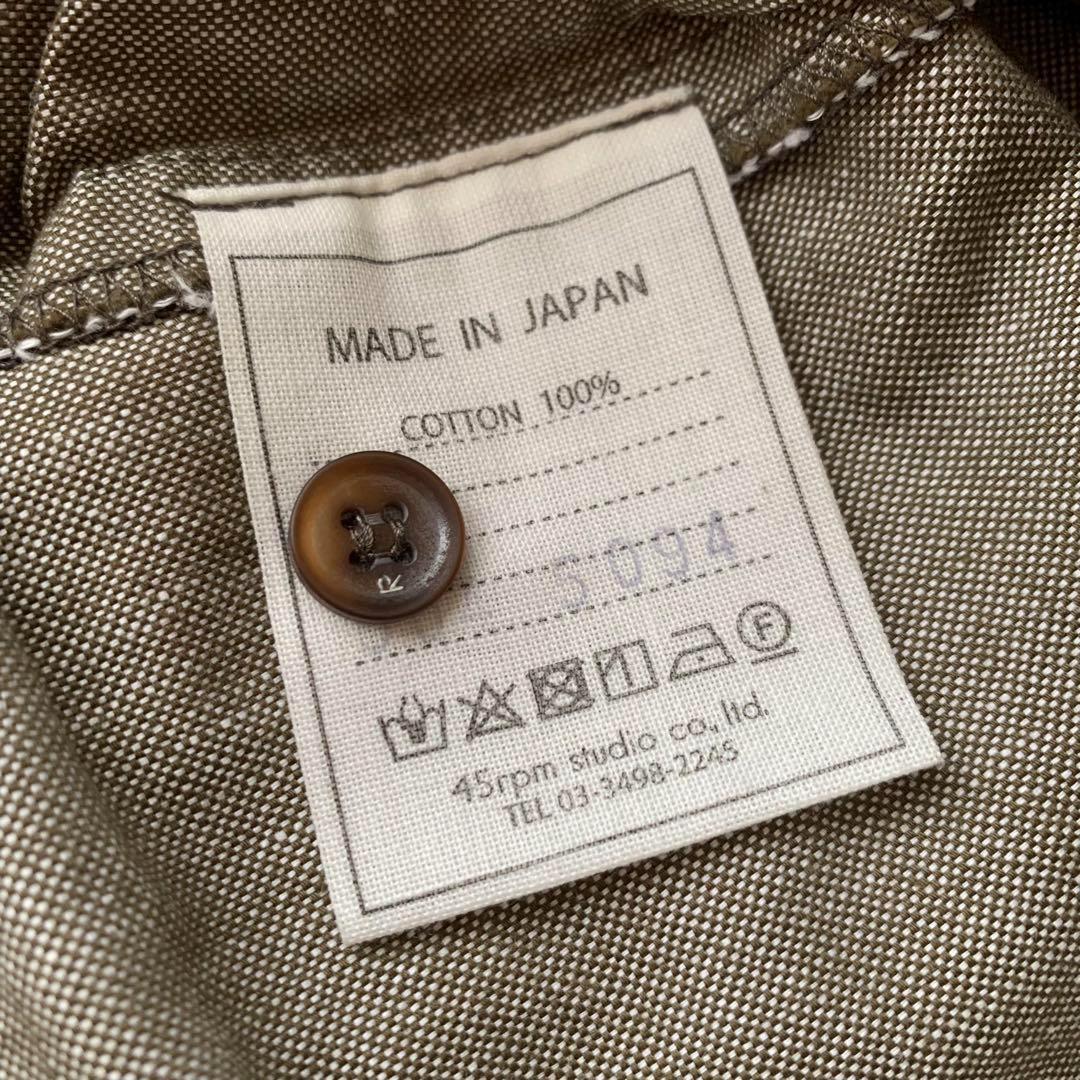 MADE IN JAPAN
COTTON 100%
R
5094
F
45rpm studio co.,ltd.
TEL 03-3498-2245